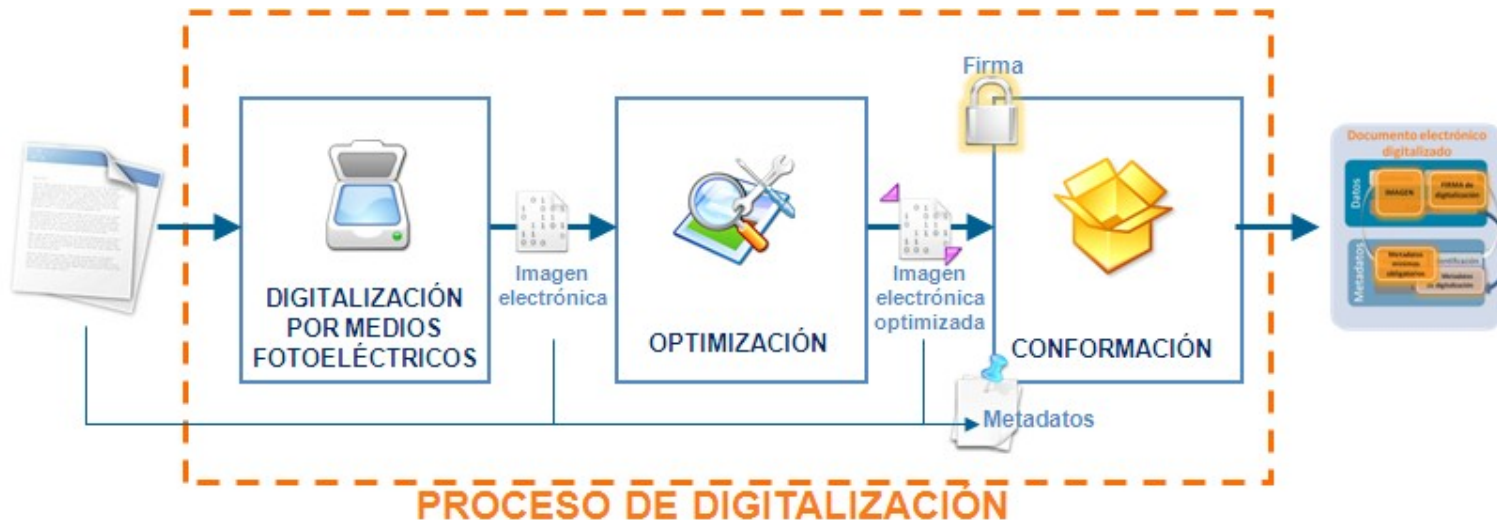 Firma
DIGITALIZACIÓN
POR MEDIOS
FOTOELÉCTRICOS
Imagen
electrónica
OPTIMIZACIÓN
Imagen
electrónica
optimizada
CONFORMACIÓN
Metadatos
Documento electrónico
digitalizado
Datos
IMAGEN
FIRMA de
digitalización
Metadatos
Metadatos
mínimos
obligatorios
Metadatos
de digitalización
PROCESO DE DIGITALIZACIÓN